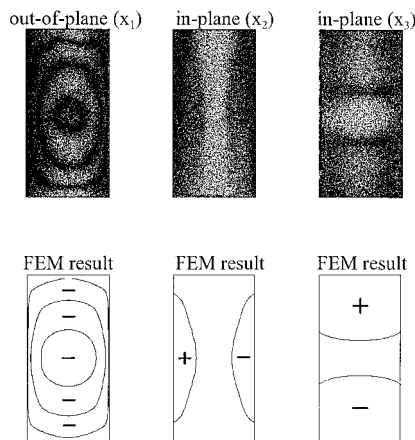 out-of-plane (x₁) in-plane (x₂) in-plane (x₃)
FEM result FEM result FEM result
− + − +
−
−
−
− −